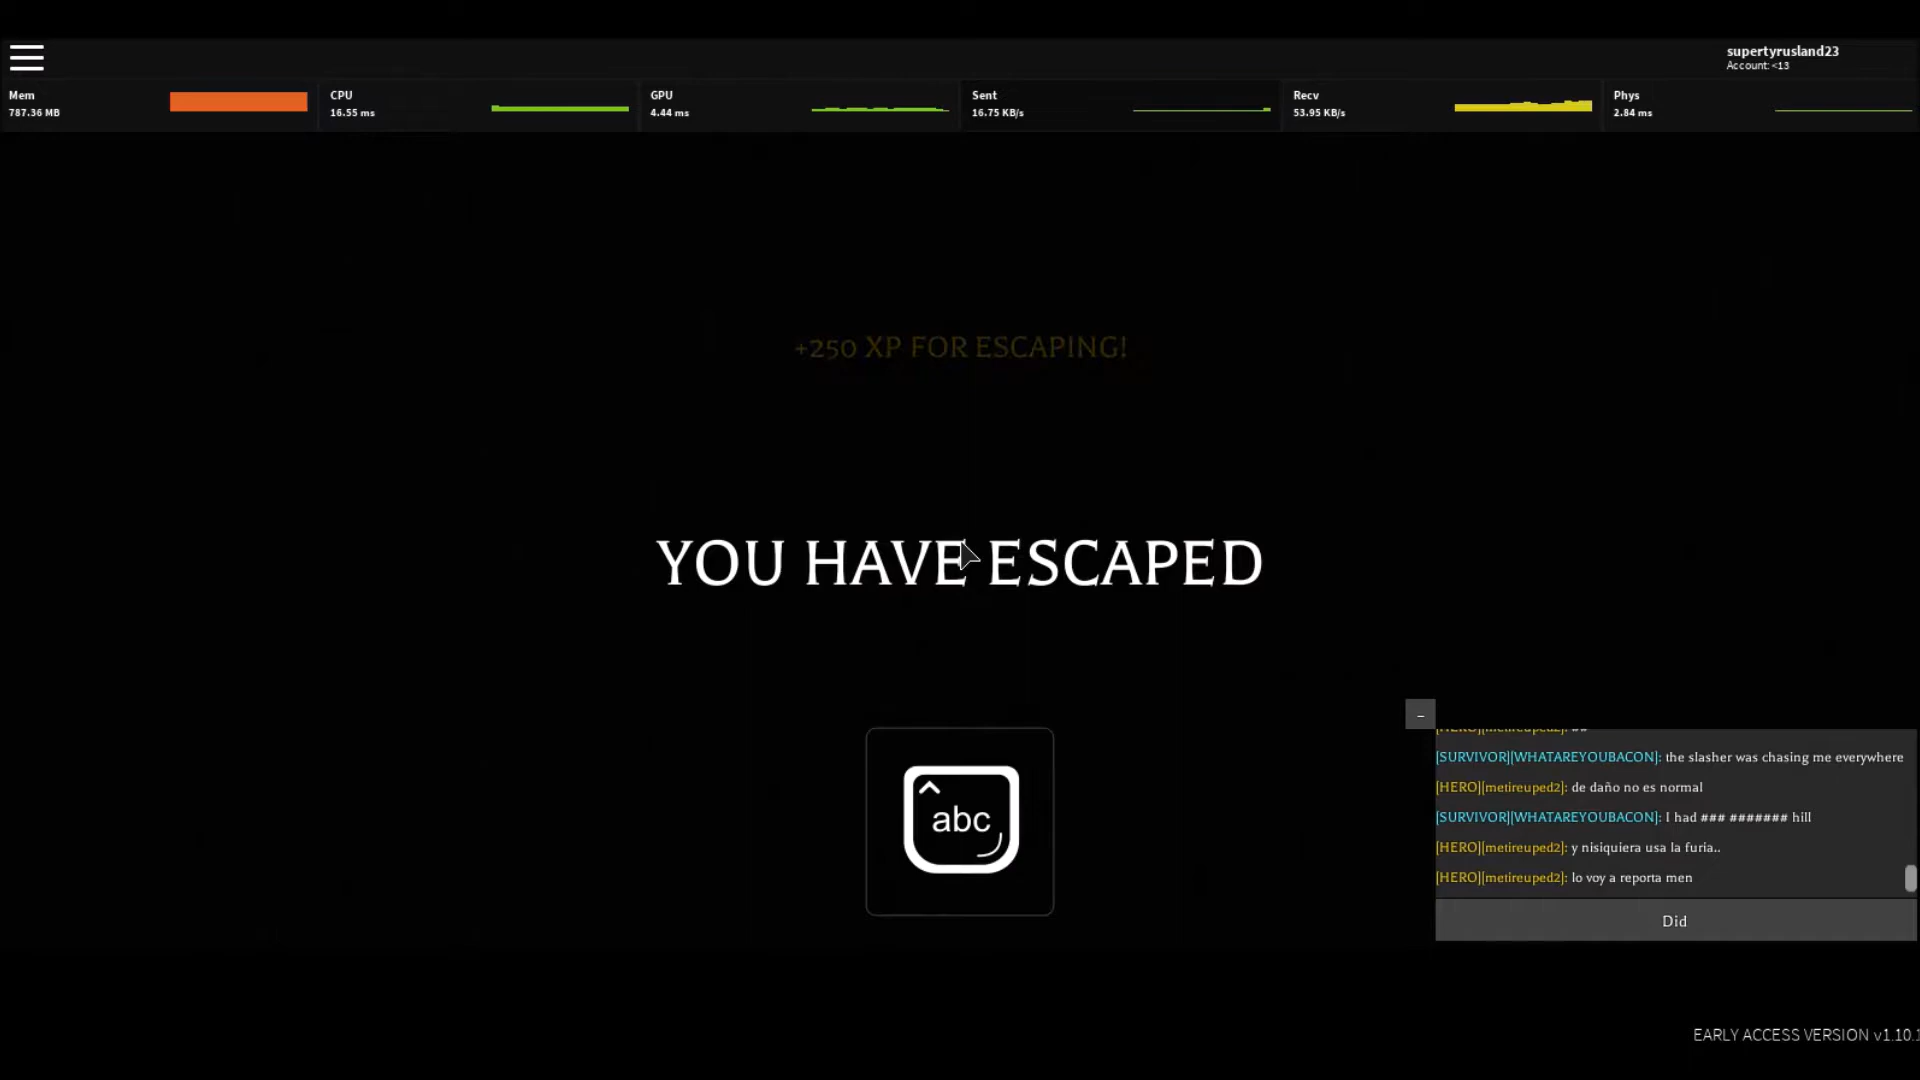 supertyrusland23
Account: <13
Mem
787.36 MB
CPU
16.55 ms
GPU
4.44 ms
Sent
16.75 KB/s
Recv
53.95 KB/s
Phys
2.84 ms
+250 XP FOR ESCAPING!
YOU HAVE ESCAPED
abc
[HERO][metireuped2]: ##
[SURVIVOR][WHATAREYOUBACON]: the slasher was chasing me everywhere
[HERO][metireuped2]: de daño no es normal
[SURVIVOR][WHATAREYOUBACON]: I had ### ####### hill
[HERO][metireuped2]: y nisiquiera usa la furia..
[HERO][metireuped2]: lo voy a reporta men
Did
EARLY ACCESS VERSION v1.10.1